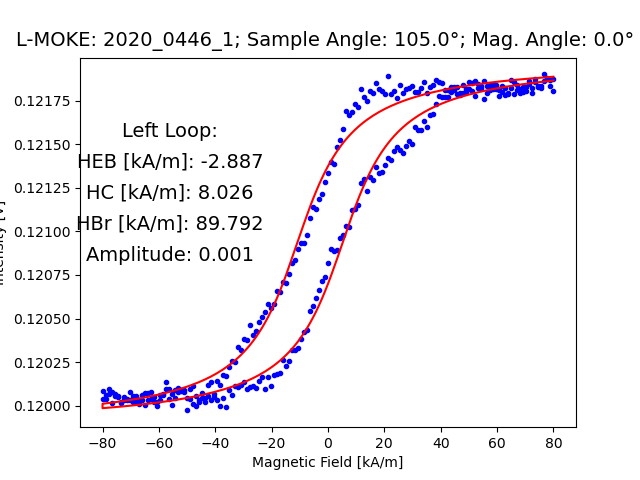 L-MOKE: 2020_0446_1; Sample Angle: 105.0°; Mag. Angle: 0.0°
0.12175
0.12150
0.12125
0.12100
0.12075
0.12050
0.12025
0.12000
Left Loop:
HEB [kA/m]: -2.887
HC [kA/m]: 8.026
HBr [kA/m]: 89.792
Amplitude: 0.001
−80 −60 −40 −20 0 20 40 60 80
Magnetic Field [kA/m]